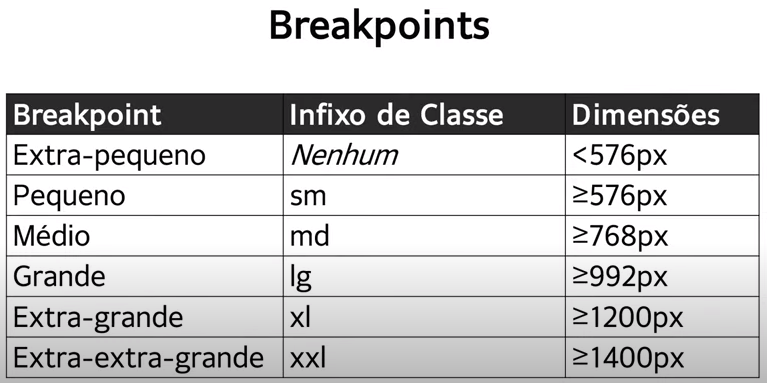 Breakpoints
Breakpoint Infixo de Classe Dimensões
Extra-pequeno Nenhum <576px
Pequeno sm ≥576px
Médio md ≥768px
Grande lg ≥992px
Extra-grande xl ≥1200px
Extra-extra-grande xxl ≥1400px